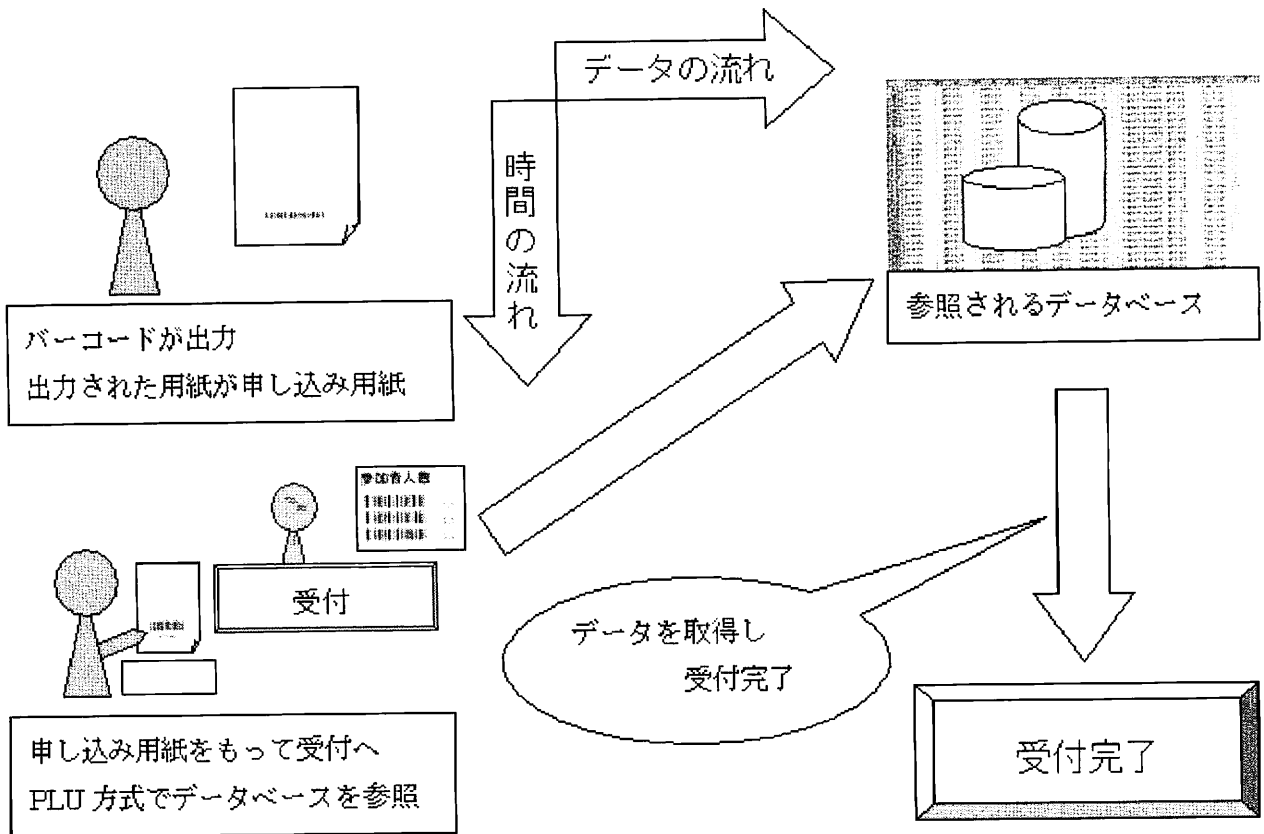 データの流れ
時間の流れ
バーコードが出力
出力された用紙が申し込み用紙
参照されるデータベース
参加者人数
受付
申し込み用紙をもって受付へ
PLU 方式でデータベースを参照
データを取得し
受付完了
受付完了